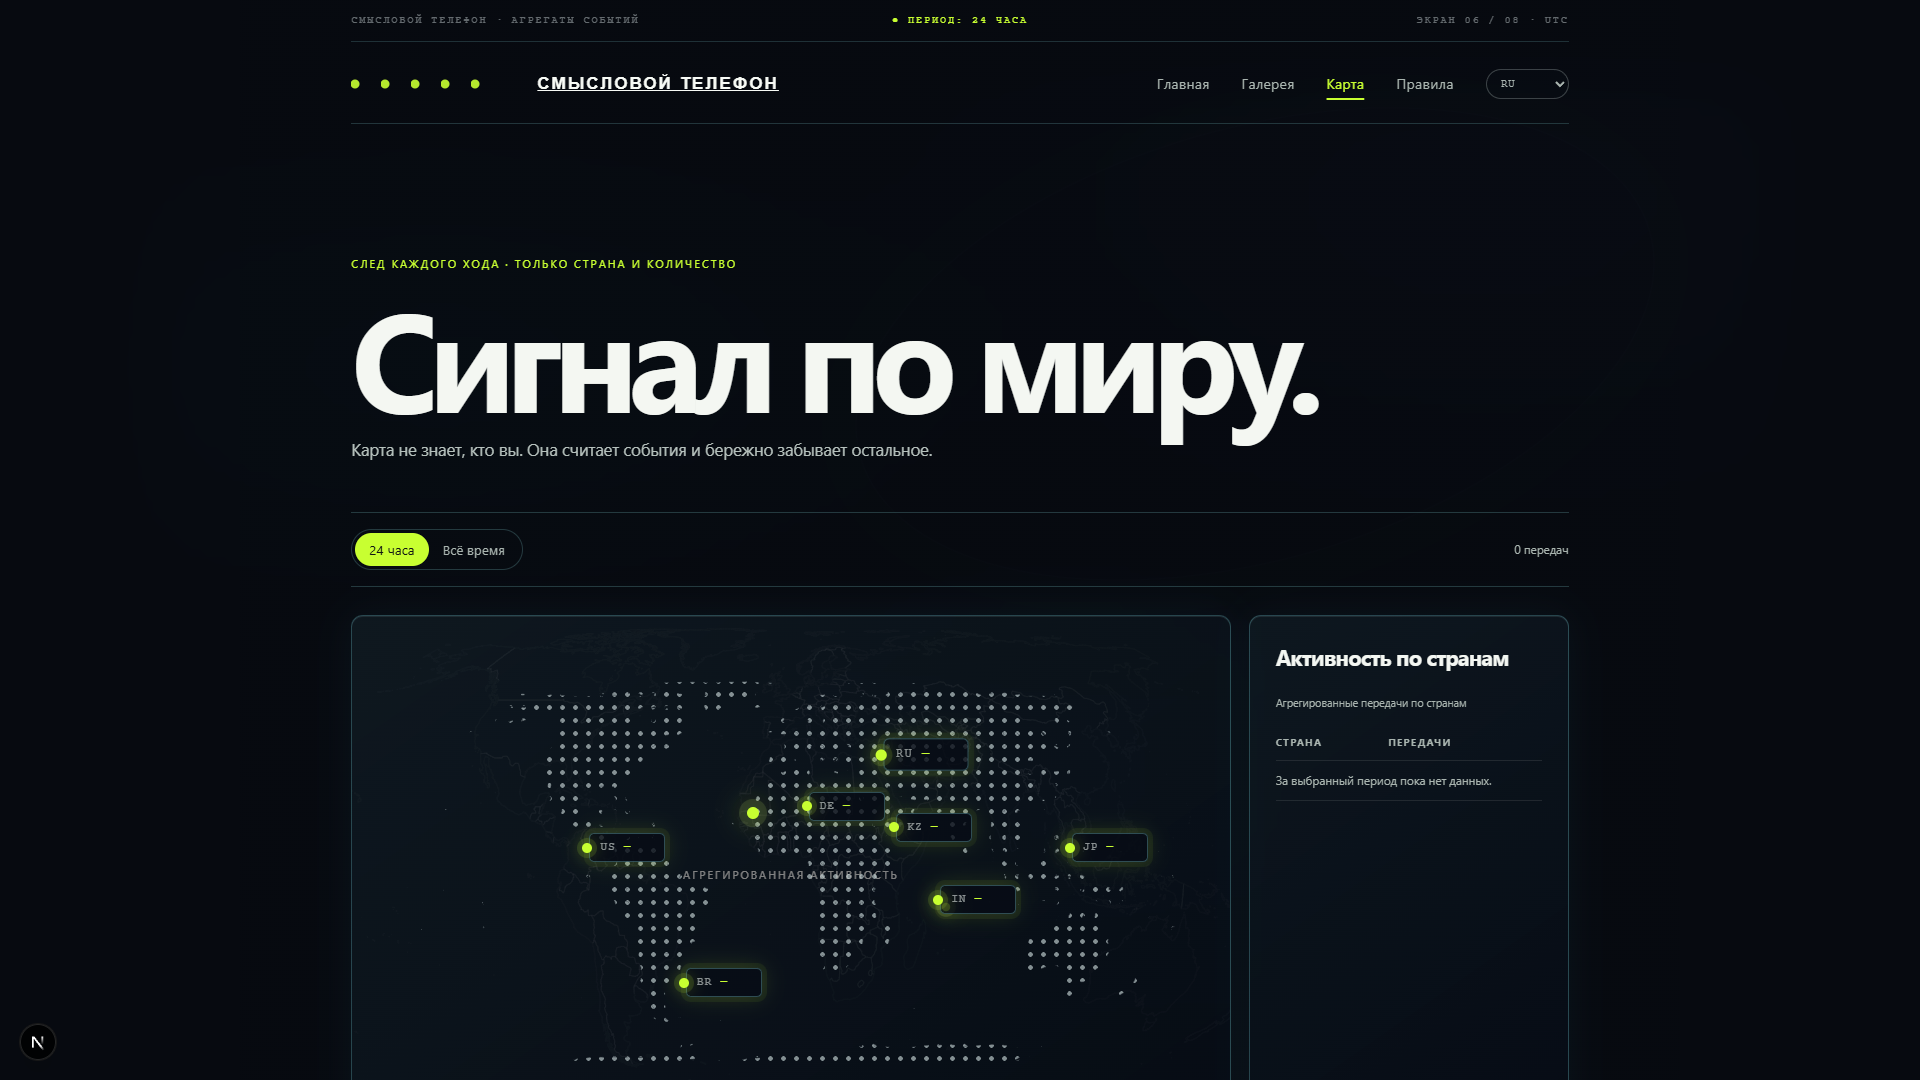 СМЫСЛОВОЙ ТЕЛЕФОН · АГРЕГАТЫ СОБЫТИЙ
ПЕРИОД: 24 ЧАСА
ЭКРАН 06 / 08 · UTC
СМЫСЛОВОЙ ТЕЛЕФОН
Главная
Галерея
Карта
Правила
RU
СЛЕД КАЖДОГО ХОДА · ТОЛЬКО СТРАНА И КОЛИЧЕСТВО
Сигнал по миру.
Карта не знает, кто вы. Она считает события и бережно забывает остальное.
24 часа
Всё время
0 передач
RU —
DE —
KZ —
US —
JP —
АГРЕГИРОВАННАЯ АКТИВНОСТЬ
IN —
BR —
Активность по странам
Агрегированные передачи по странам
СТРАНА ПЕРЕДАЧИ
За выбранный период пока нет данных.
N